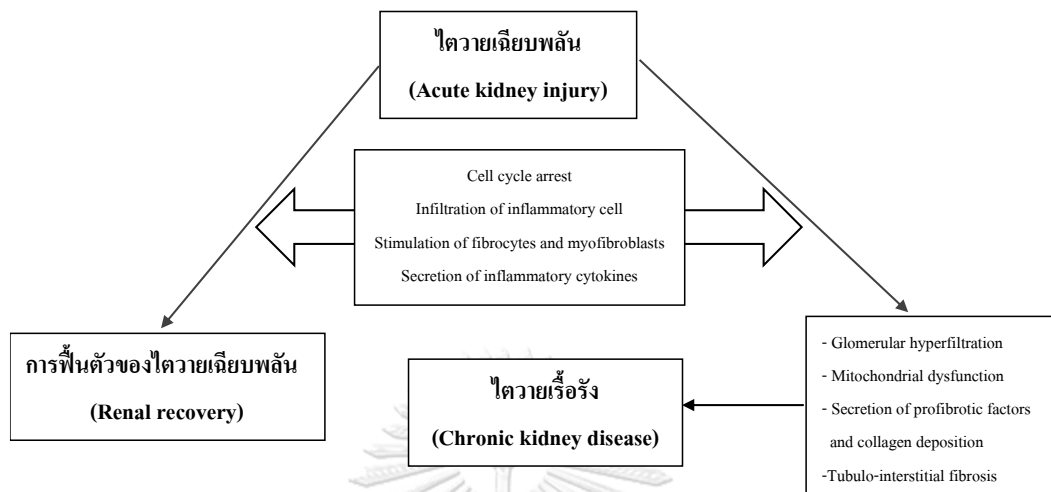 ไตวายเฉียบพลัน
(Acute kidney injury)
Cell cycle arrest
Infiltration of inflammatory cell
Stimulation of fibrocytes and myofibroblasts
Secretion of inflammatory cytokines
การฟื้นตัวของไตวายเฉียบพลัน
(Renal recovery)
ไตวายเรื้อรัง
(Chronic kidney disease)
- Glomerular hyperfiltration
- Mitochondrial dysfunction
- Secretion of profibrotic factors
and collagen deposition
-Tubulo-interstitial fibrosis